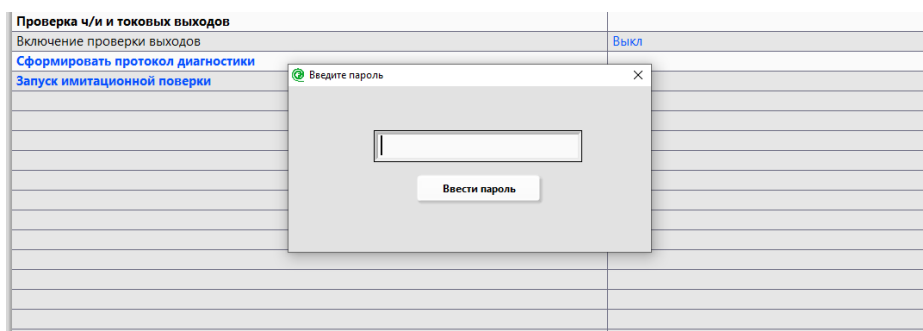 Проверка ч/и и токовых выходов
Включение проверки выходов Выкл
Сформировать протокол диагностики
Запуск имитационной поверки
Введите пароль
Ввести пароль